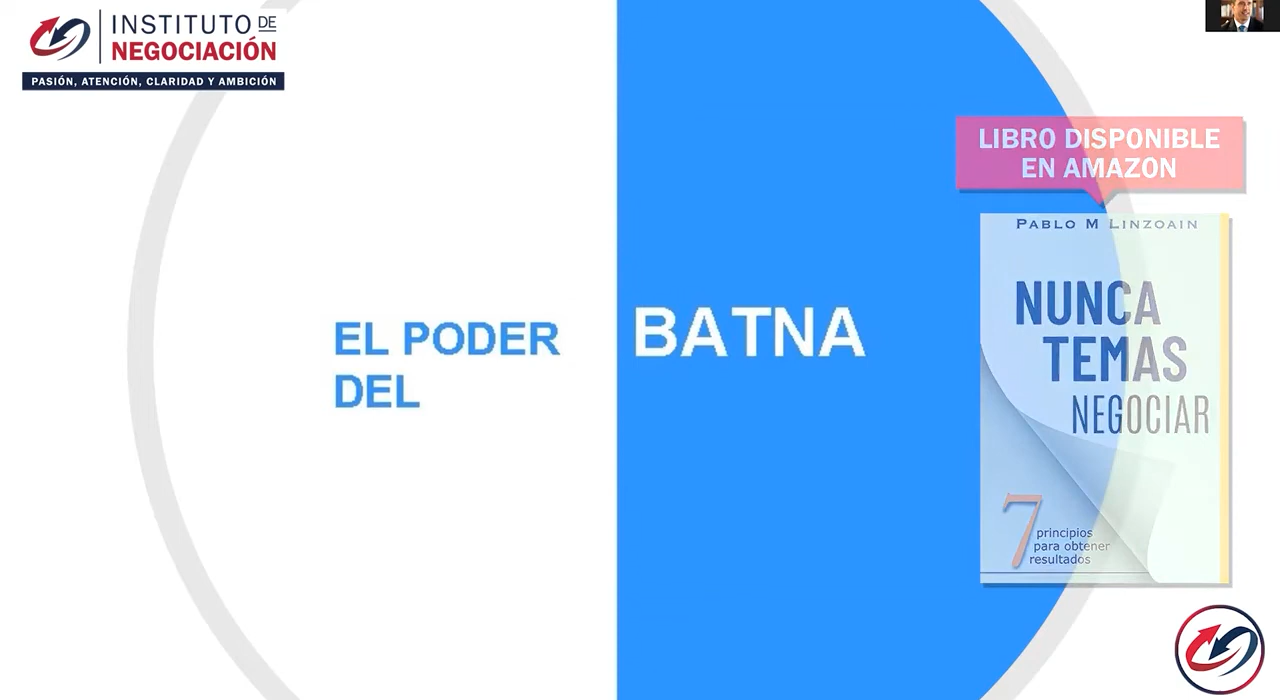 INSTITUTO DE
NEGOCIACIÓN
PASIÓN, ATENCIÓN, CLARIDAD Y AMBICIÓN
EL PODER
DEL
BATNA
LIBRO DISPONIBLE
EN AMAZON
PABLO M LINZOAIN
NUNCA
TEMAS
NEGOCIAR
7
principios
para obtener
resultados